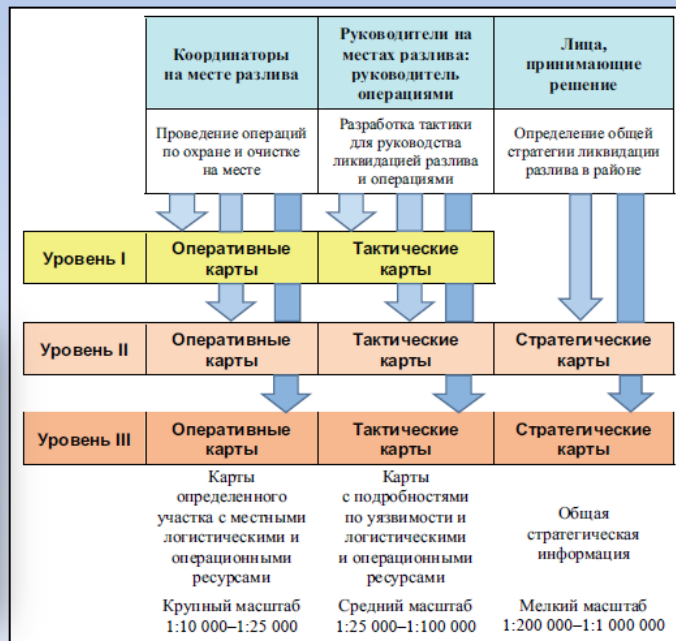 Координаторы
на месте разлива
Руководители на
местах разлива:
руководитель
операциями
Лица,
принимающие
решение
Проведение операций
по охране и очистке
на месте
Разработка тактики
для руководства
ликвидацией разлива
и операциями
Определение общей
стратегии ликвидации
разлива в районе
Уровень I
Оперативные
карты
Тактические
карты
Уровень II
Оперативные
карты
Тактические
карты
Стратегические
карты
Уровень III
Оперативные
карты
Тактические
карты
Стратегические
карты
Карты
определенного
участка с местными
логистическими и
операционными
ресурсами
Карты
с подробностями
по уязвимости и
логистическими
и операционными
ресурсами
Общая
стратегическая
информация
Крупный масштаб
1:10 000–1:25 000
Средний масштаб
1:25 000–1:100 000
Мелкий масштаб
1:200 000–1:1 000 000